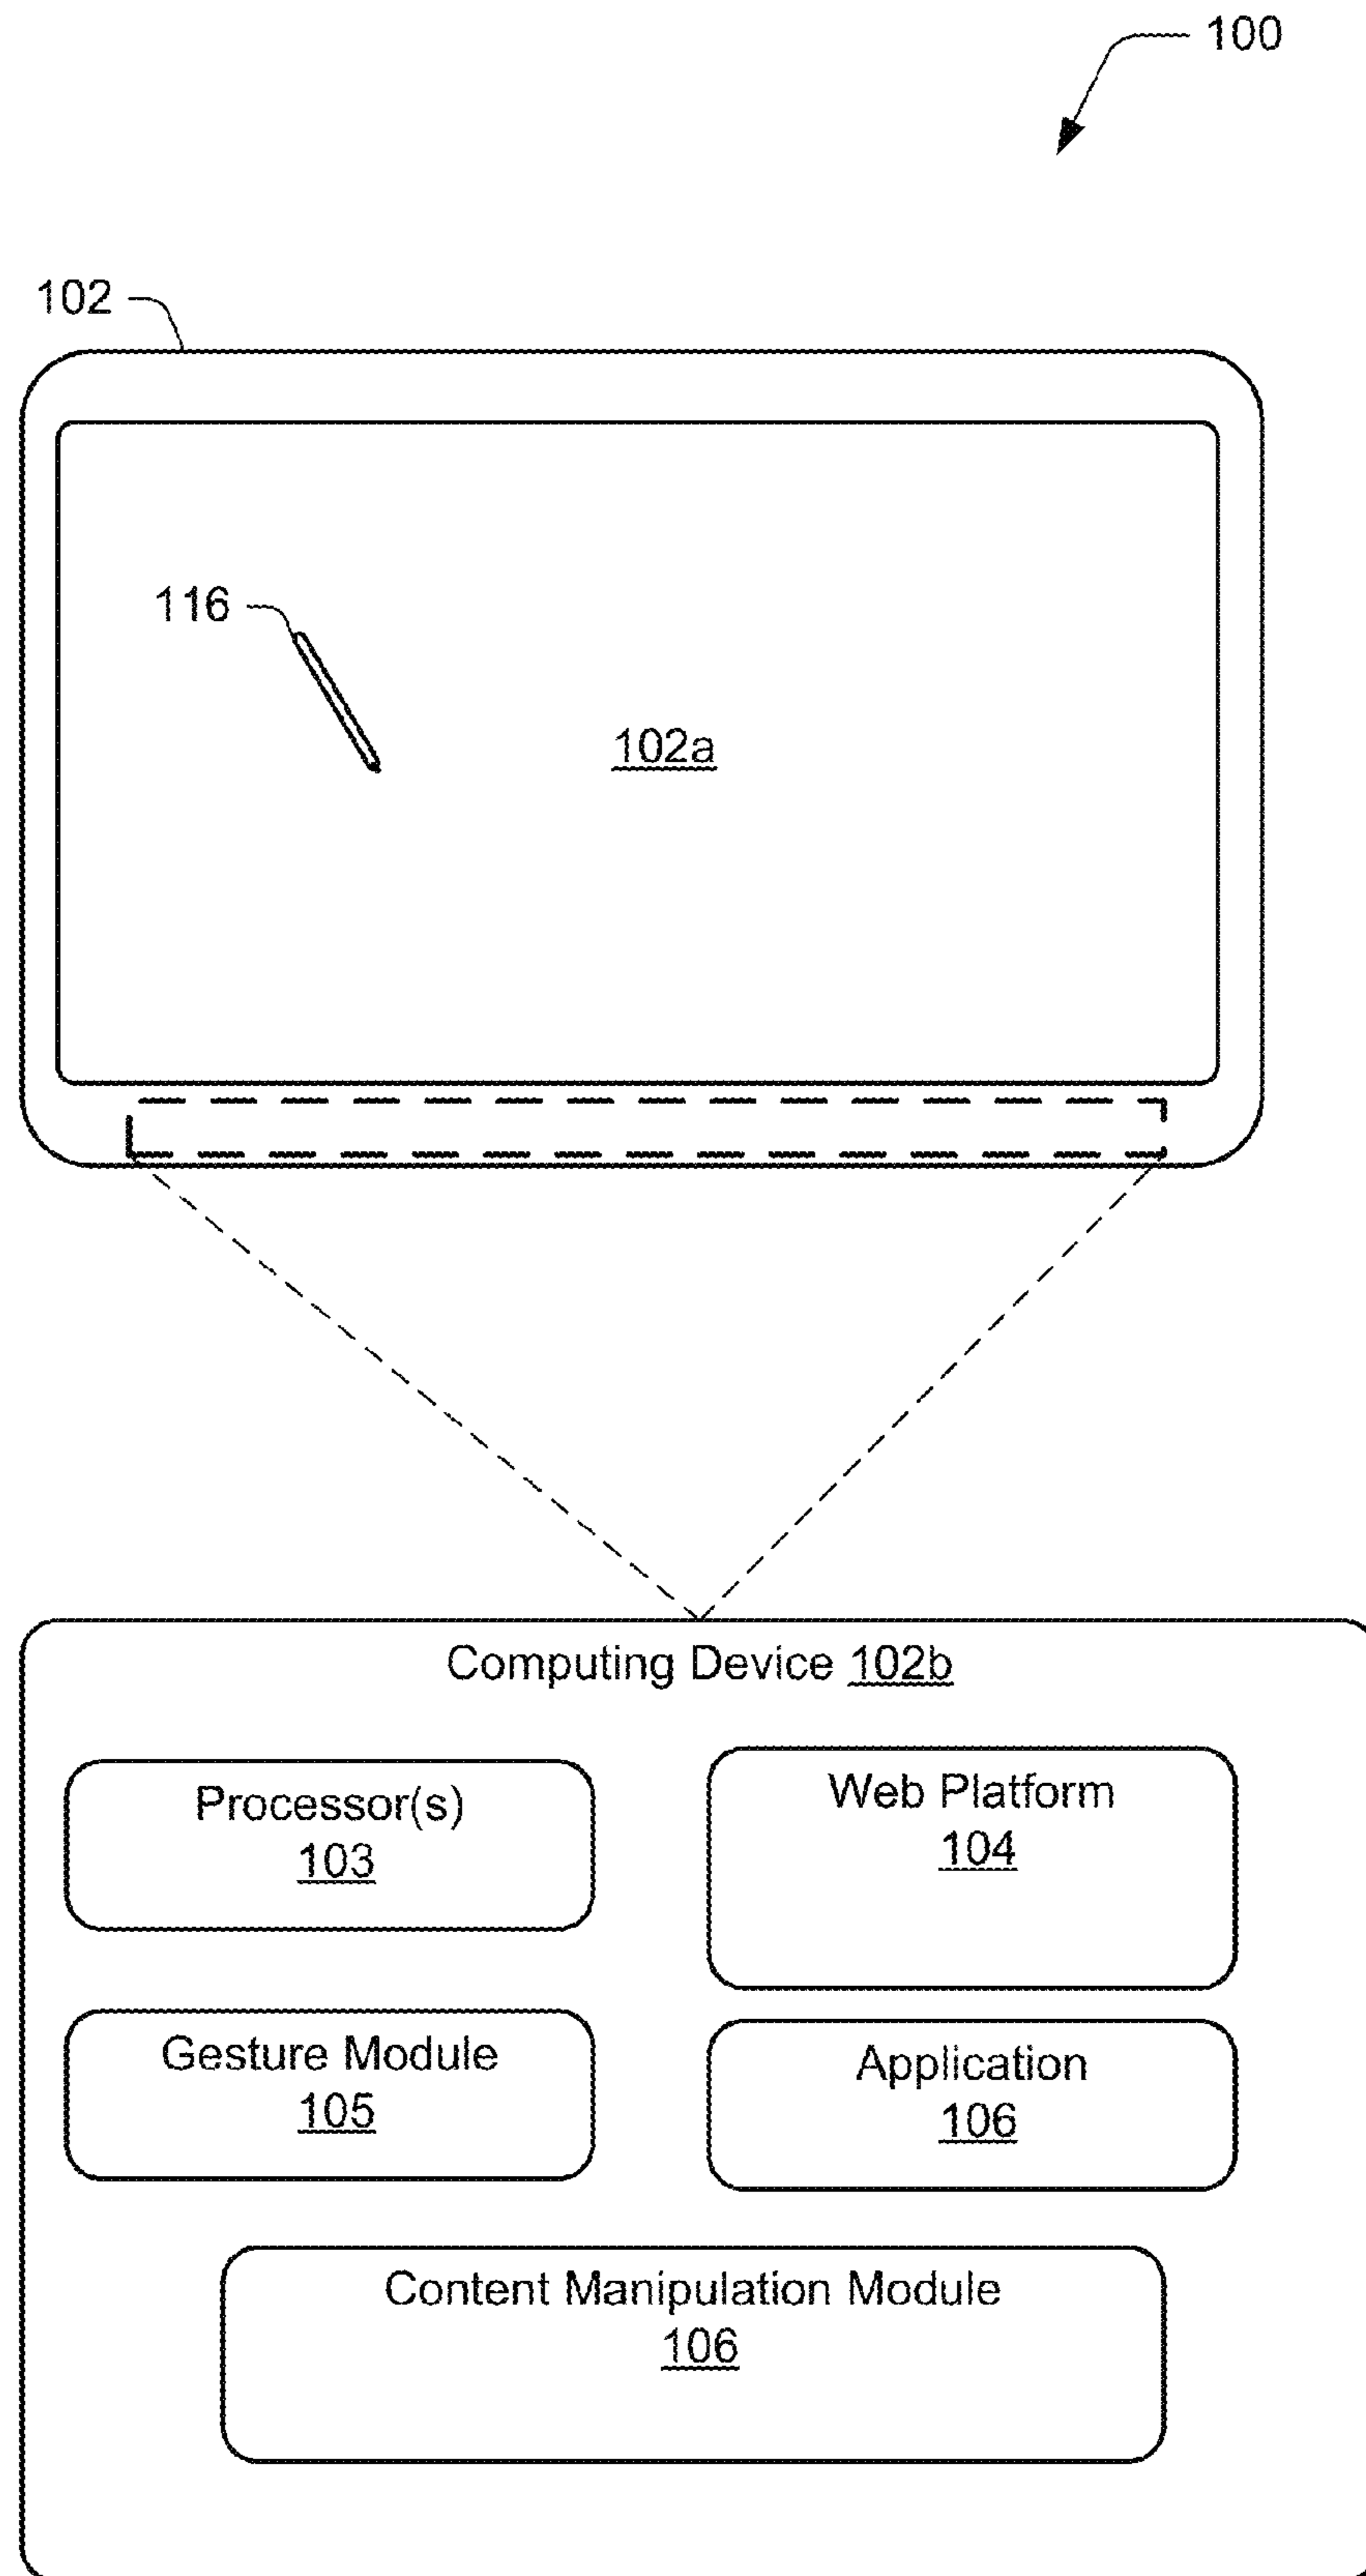 100
102
116
102a
Computing Device 102b
Processor(s)
103
Web Platform
104
Gesture Module
105
Application
106
Content Manipulation Module
106